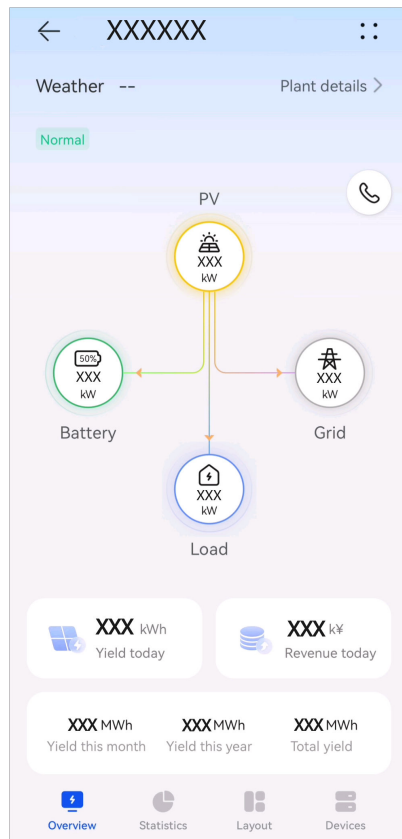 XXXXXX
Weather --
Plant details
Normal
PV
XXX
kW
50%
XXX
kW
Battery
XXX
kW
Grid
XXX
kW
Load
XXX kWh
Yield today
XXX k¥
Revenue today
XXX MWh
Yield this month
XXX MWh
Yield this year
XXX MWh
Total yield
Overview
Statistics
Layout
Devices